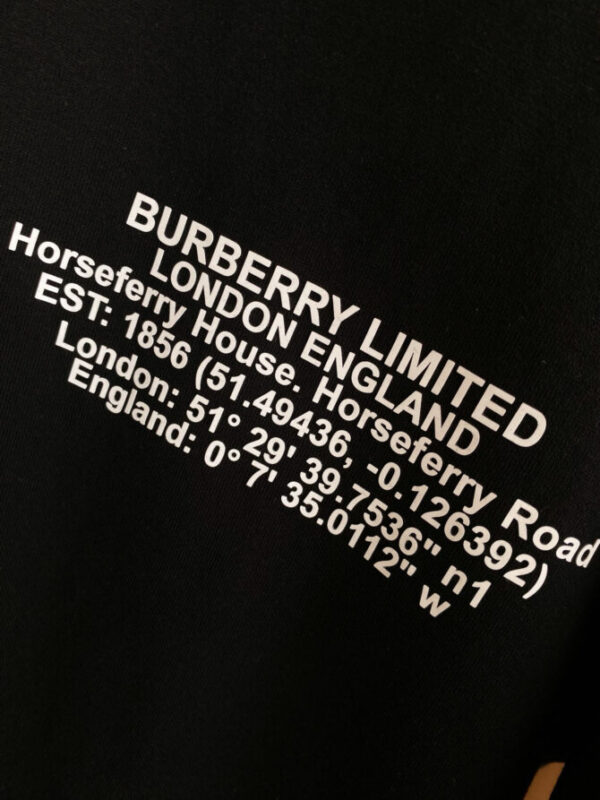 BURBERRY LIMITED
LONDON ENGLAND
Horseferry House. Horseferry Road
EST: 1856 (51.49436, -0.126392)
London: 51° 29' 39.7536" n1
England: 0° 7' 35.0112" w